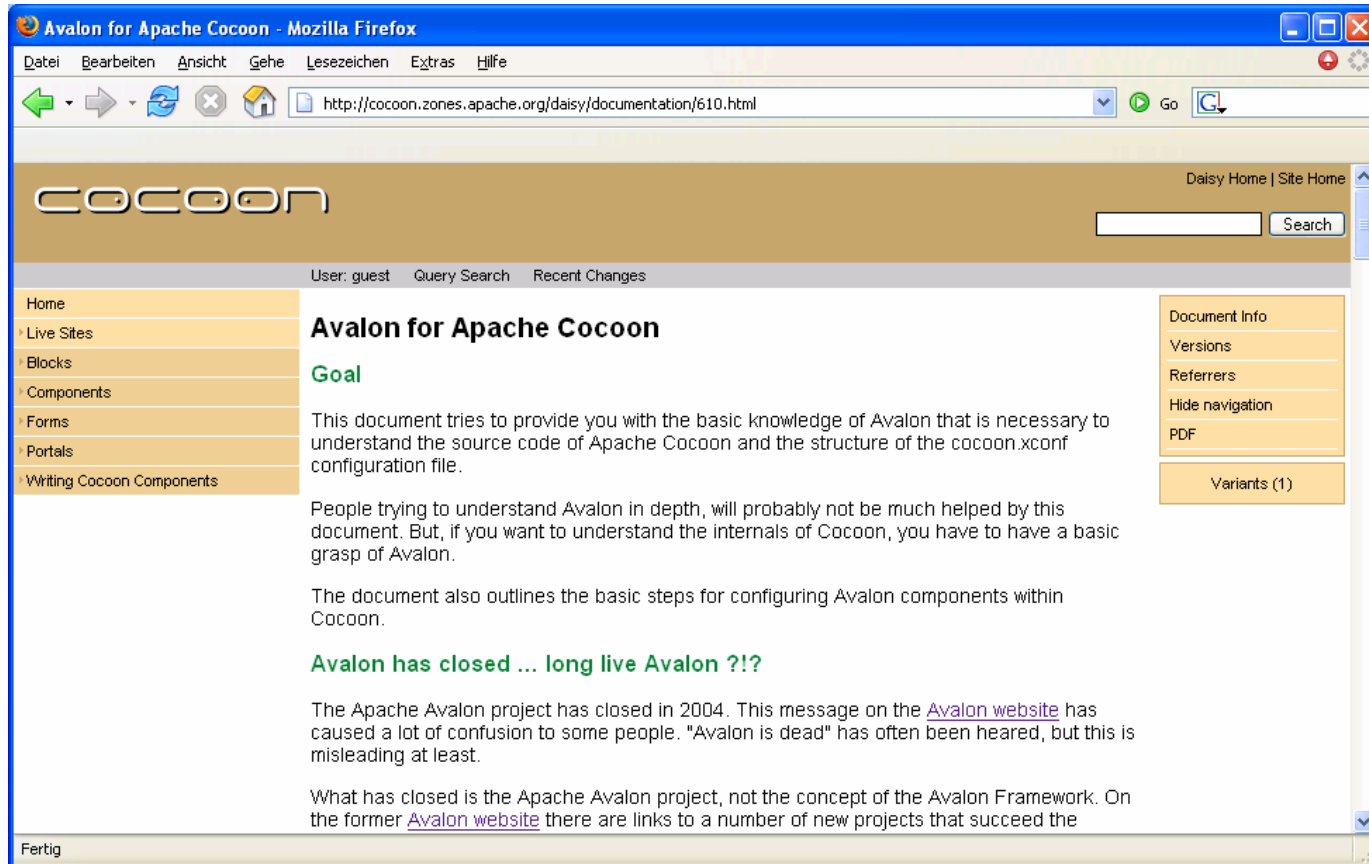 Avalon for Apache Cocoon - Mozilla Firefox
Datei Bearbeiten Ansicht Gehe Lesezeichen Extras Hilfe
http://cocoon.zones.apache.org/daisy/documentation/610.html Go G
cocoon
Daisy Home | Site Home
Search
User: guest Query Search Recent Changes
Home
Live Sites
Blocks
Components
Forms
Portals
Writing Cocoon Components
Avalon for Apache Cocoon
Goal
This document tries to provide you with the basic knowledge of Avalon that is necessary to
understand the source code of Apache Cocoon and the structure of the cocoon.xconf
configuration file.
People trying to understand Avalon in depth, will probably not be much helped by this
document. But, if you want to understand the internals of Cocoon, you have to have a basic
grasp of Avalon.
The document also outlines the basic steps for configuring Avalon components within
Cocoon.
Avalon has closed ... long live Avalon ?!?
The Apache Avalon project has closed in 2004. This message on the Avalon website has
caused a lot of confusion to some people. "Avalon is dead" has often been heared, but this is
misleading at least.
What has closed is the Apache Avalon project, not the concept of the Avalon Framework. On
the former Avalon website there are links to a number of new projects that succeed the
Document Info
Versions
Referrers
Hide navigation
PDF
Variants (1)
Fertig